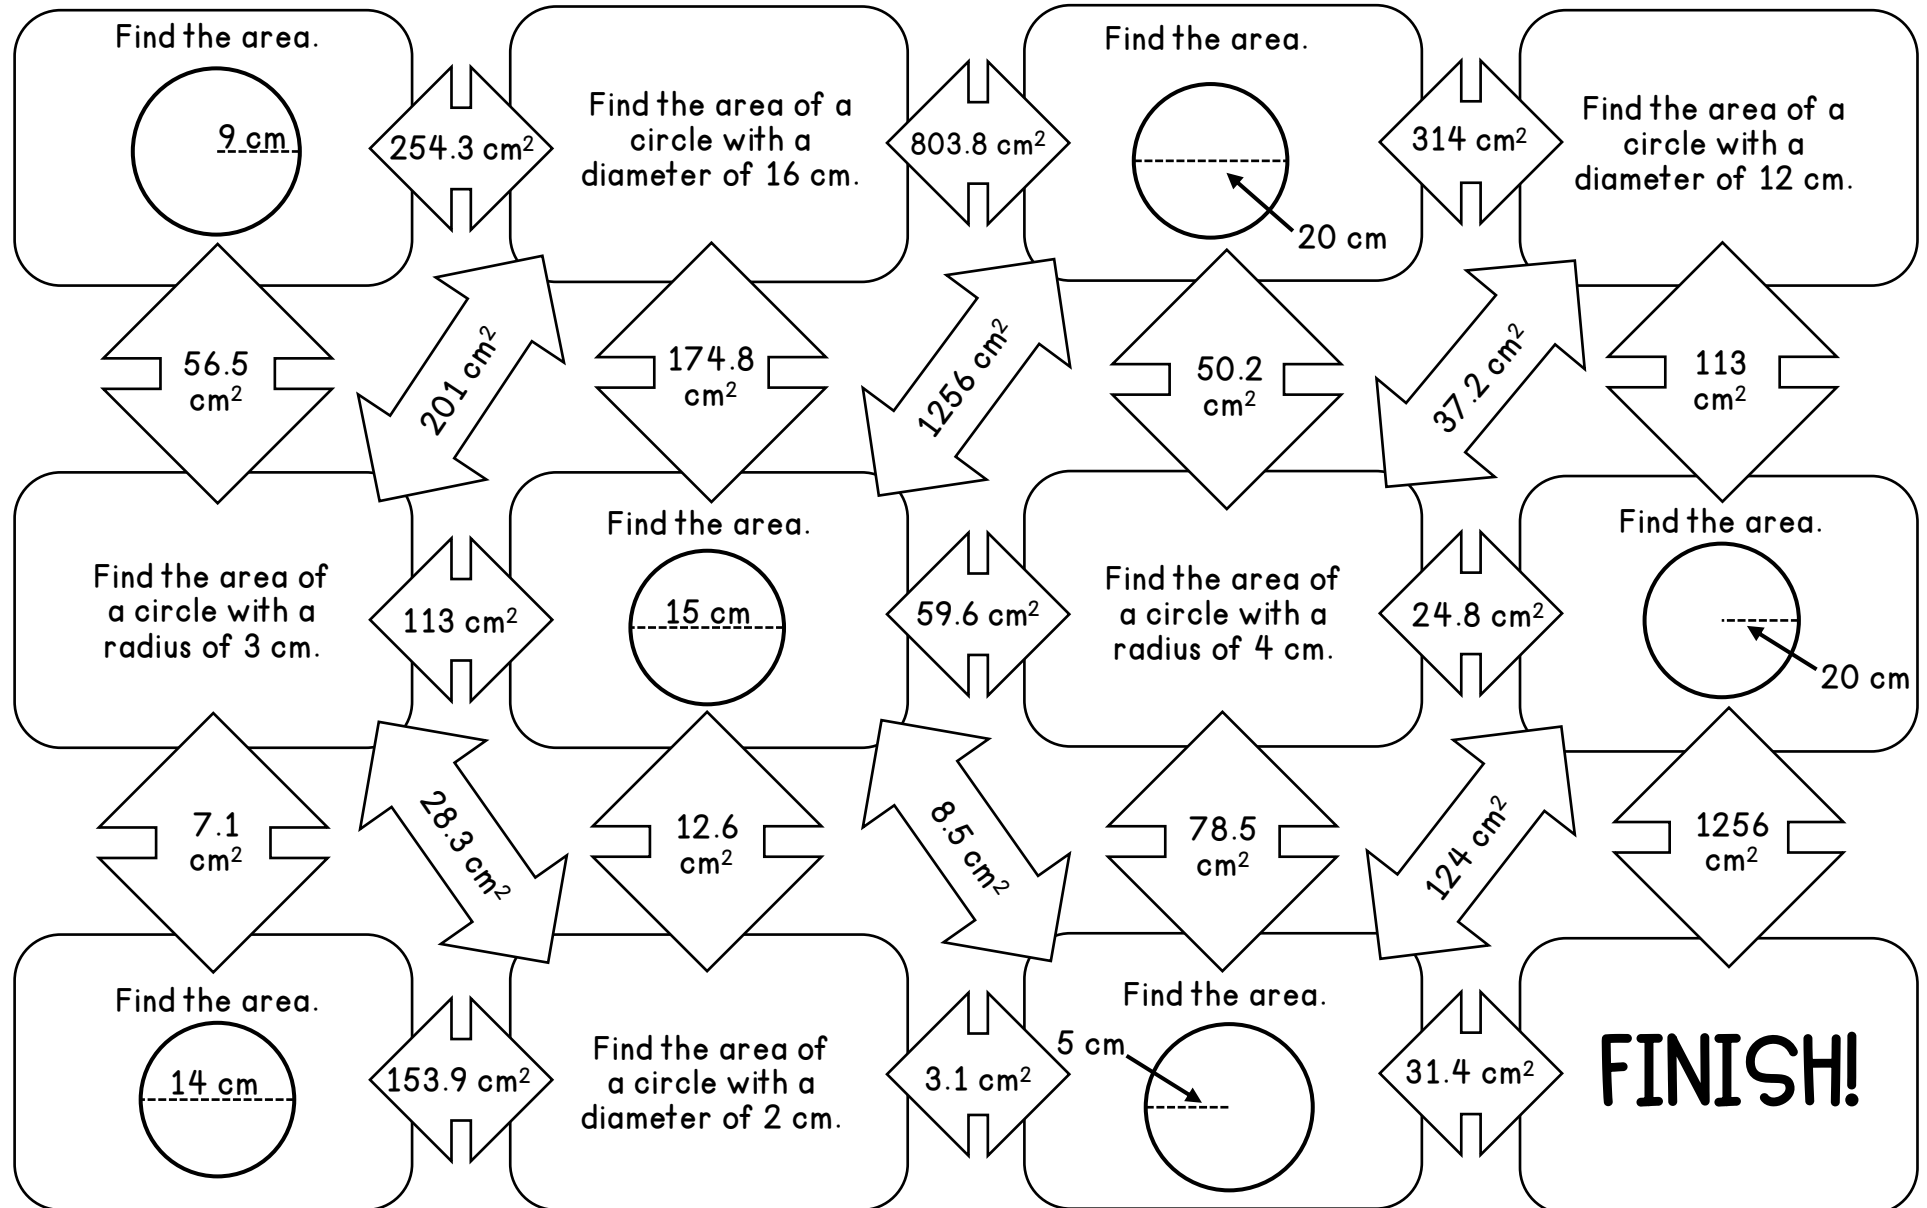 Find the area.
9 cm
254.3 cm²
Find the area of a
circle with a
diameter of 16 cm.
803.8 cm²
Find the area.
20 cm
314 cm²
Find the area of a
circle with a
diameter of 12 cm.
56.5
cm²
201 cm²
174.8
cm²
1256 cm²
50.2
cm²
37.2 cm²
113
cm²
Find the area of
a circle with a
radius of 3 cm.
113 cm²
Find the area.
15 cm
59.6 cm²
Find the area of
a circle with a
radius of 4 cm.
24.8 cm²
Find the area.
20 cm
7.1
cm²
28.3 cm²
12.6
cm²
8.5 cm²
78.5
cm²
124 cm²
1256
cm²
Find the area.
14 cm
153.9 cm²
Find the area of
a circle with a
diameter of 2 cm.
3.1 cm²
Find the area.
5 cm
31.4 cm²
FINISH!